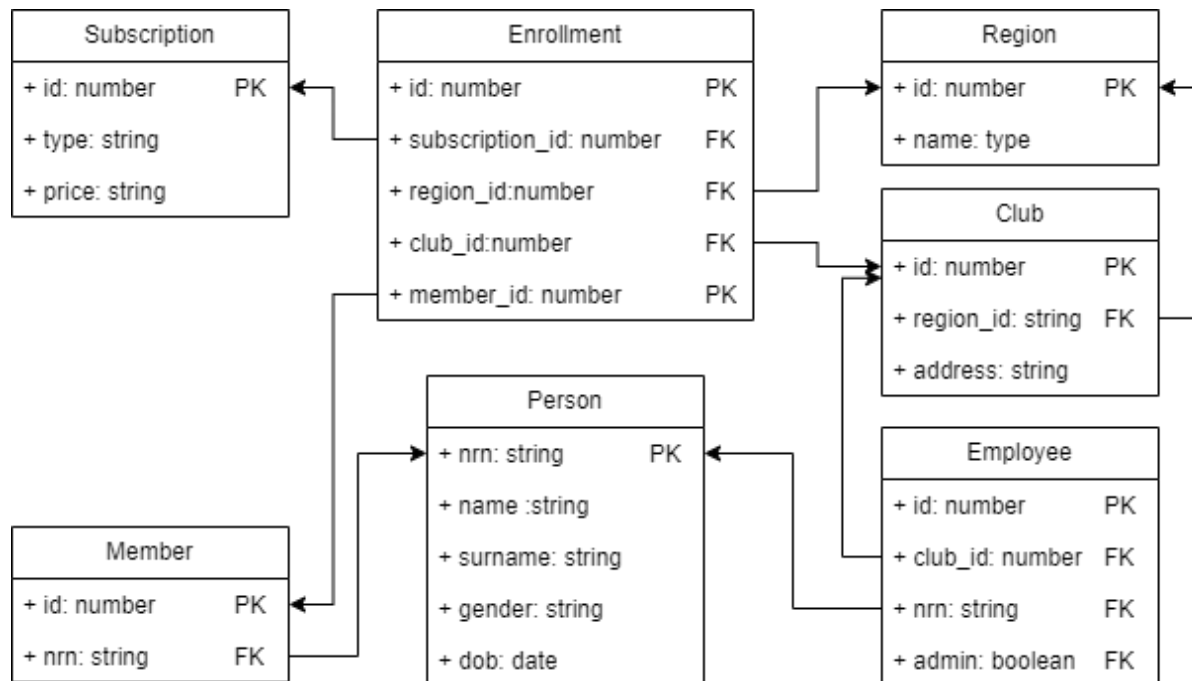 Subscription
+ id: number PK
+ type: string
+ price: string
Enrollment
+ id: number PK
+ subscription_id: number FK
+ region_id:number FK
+ club_id:number FK
+ member_id: number PK
Region
+ id: number PK
+ name: type
Club
+ id: number PK
+ region_id: string FK
+ address: string
Person
+ nrn: string PK
+ name :string
+ surname: string
+ gender: string
+ dob: date
Employee
+ id: number PK
+ club_id: number FK
+ nrn: string FK
+ admin: boolean FK
Member
+ id: number PK
+ nrn: string FK